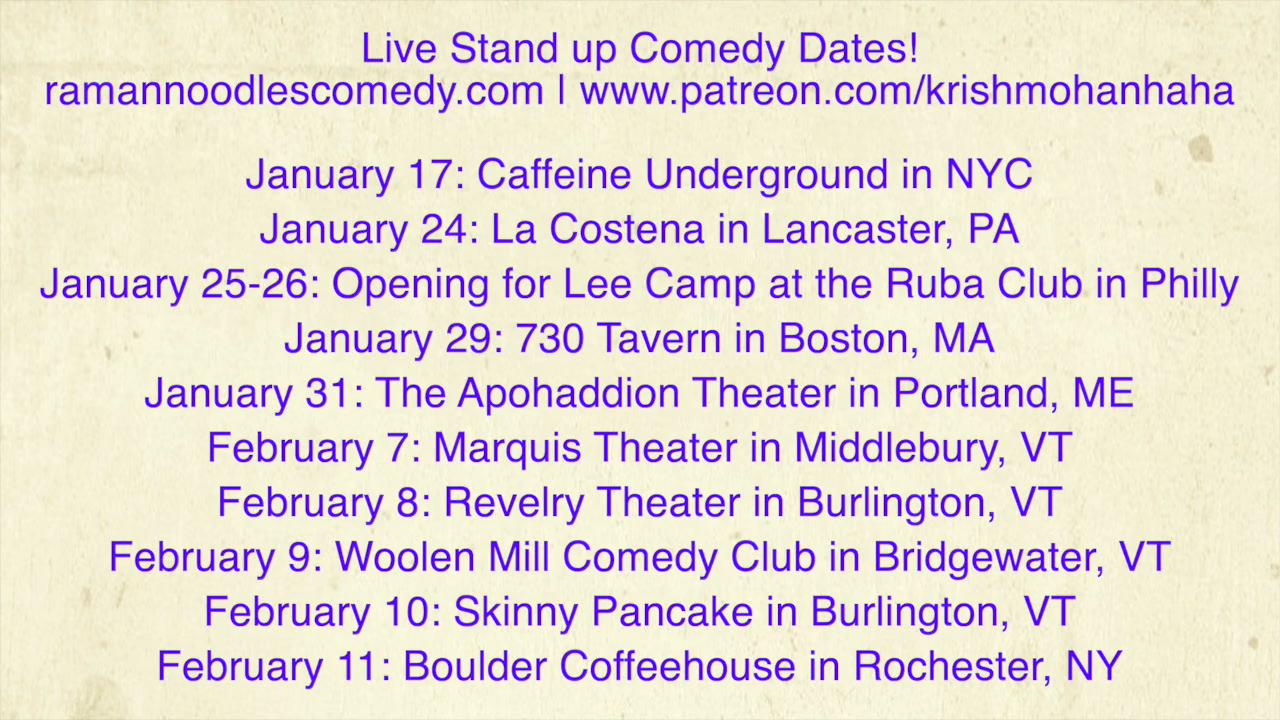 Live Stand up Comedy Dates!
ramannoodlescomedy.com | www.patreon.com/krishmohanhaha
January 17: Caffeine Underground in NYC
January 24: La Costena in Lancaster, PA
January 25-26: Opening for Lee Camp at the Ruba Club in Philly
January 29: 730 Tavern in Boston, MA
January 31: The Apohaddion Theater in Portland, ME
February 7: Marquis Theater in Middlebury, VT
February 8: Revelry Theater in Burlington, VT
February 9: Woolen Mill Comedy Club in Bridgewater, VT
February 10: Skinny Pancake in Burlington, VT
February 11: Boulder Coffeehouse in Rochester, NY